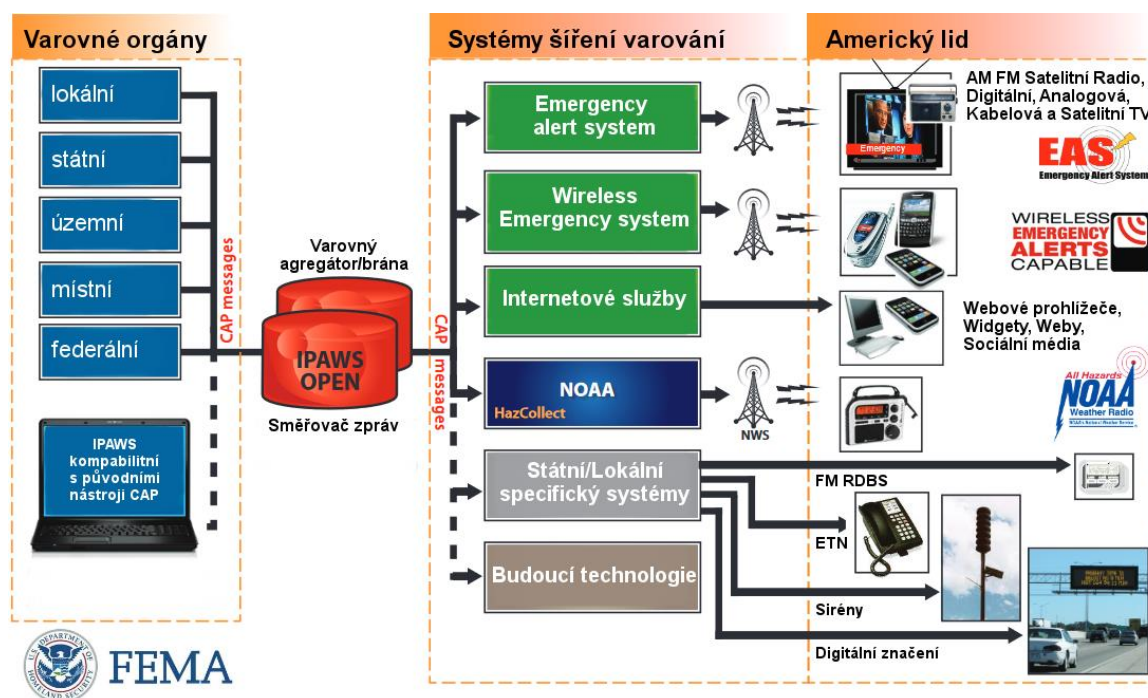 Varovné orgány
lokální
státní
územní
místní
federální
IPAWS
kompabilitní
s původními
nástroji CAP
CAP messages
Varovný
agregátor/brána
IPAWS
OPEN
Směřovač zpráv
CAP messages
Systémy šíření varování
Emergency
alert system
Wireless
Emergency system
Internetové služby
NOAA
HazCollect
NWS
Státní/Lokální
specifický systémy
Budoucí technologie
FM RDBS
ETN
Sirény
Digitální značení
Americký lid
Emergency
AM FM Satelitní Radio,
Digitální, Analogová,
Kabelová a Satelitní TV
EAS
Emergency Alert System
WIRELESS
EMERGENCY
ALERTS
CAPABLE
Webové prohlížeče,
Widgety, Weby,
Sociální média
All Hazards
NOAA
Weather Radio
FEMA